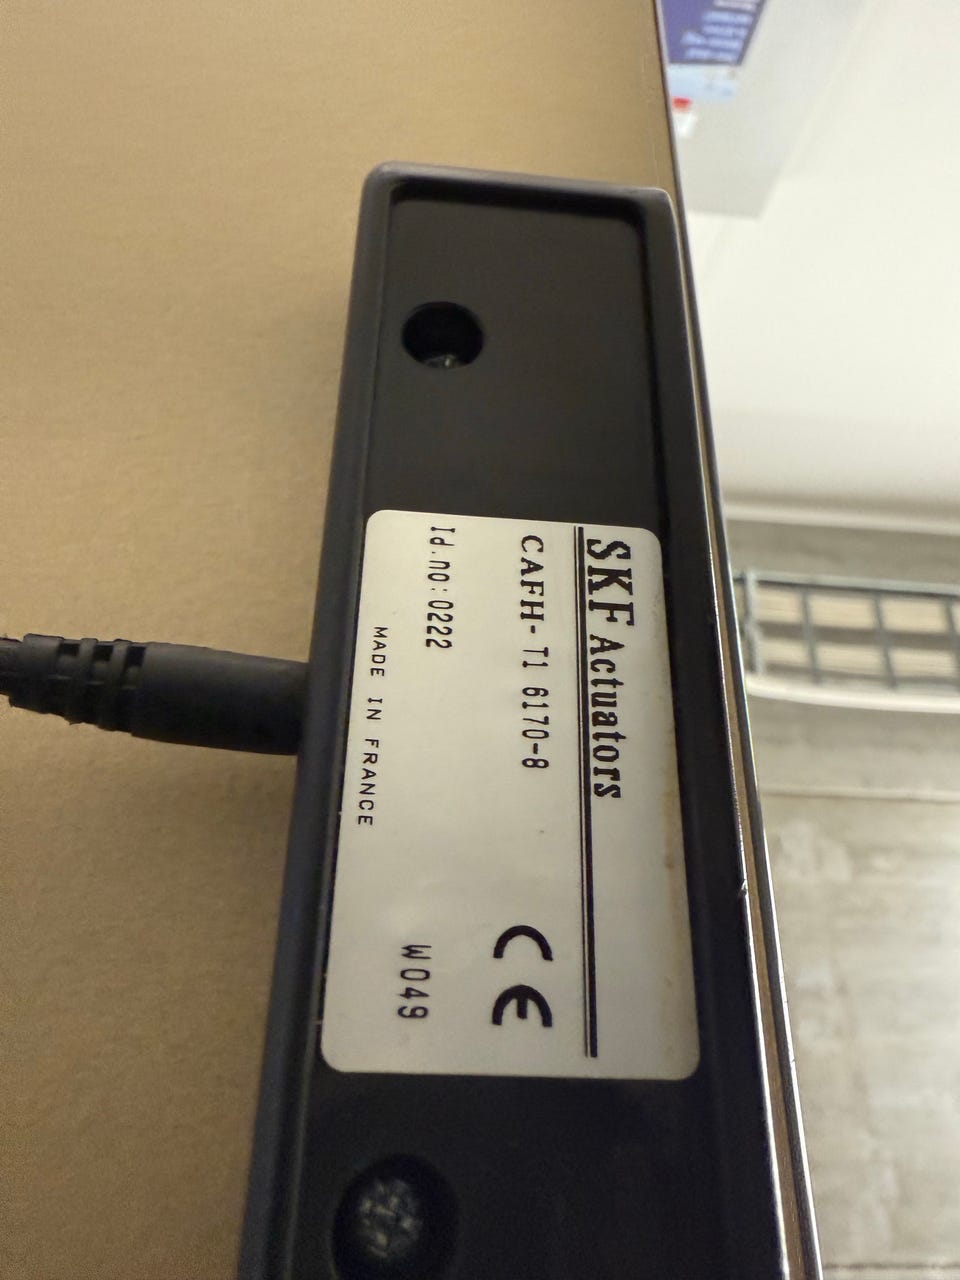 SKF Actuators
CAFH- T1 6170-8
CE
Id.no:0222
W049
MADE IN FRANCE